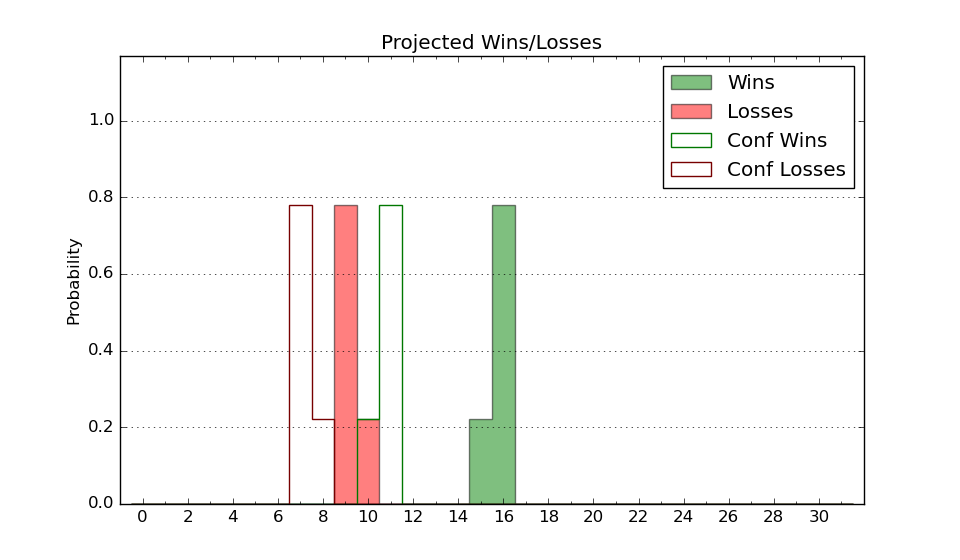 Projected Wins/Losses
Wins
Losses
Conf Wins
Conf Losses
Probability
1.0
0.8
0.6
0.4
0.2
0.0
0 2 4 6 8 10 12 14 16 18 20 22 24 26 28 30